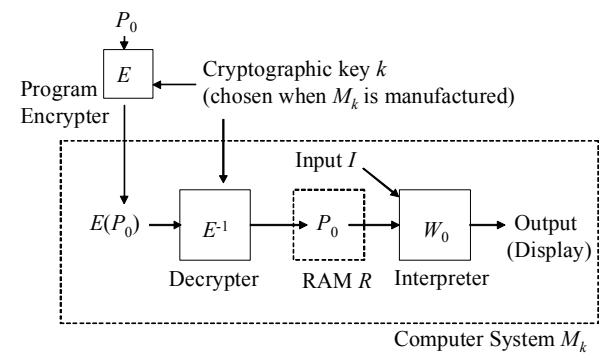 P0
E
Program
Encrypter
Cryptographic key k
(chosen when Mk is manufactured)
Input I
E(P0)
E-1
P0
W0
Output
(Display)
Decrypter
RAM R
Interpreter
Computer System Mk